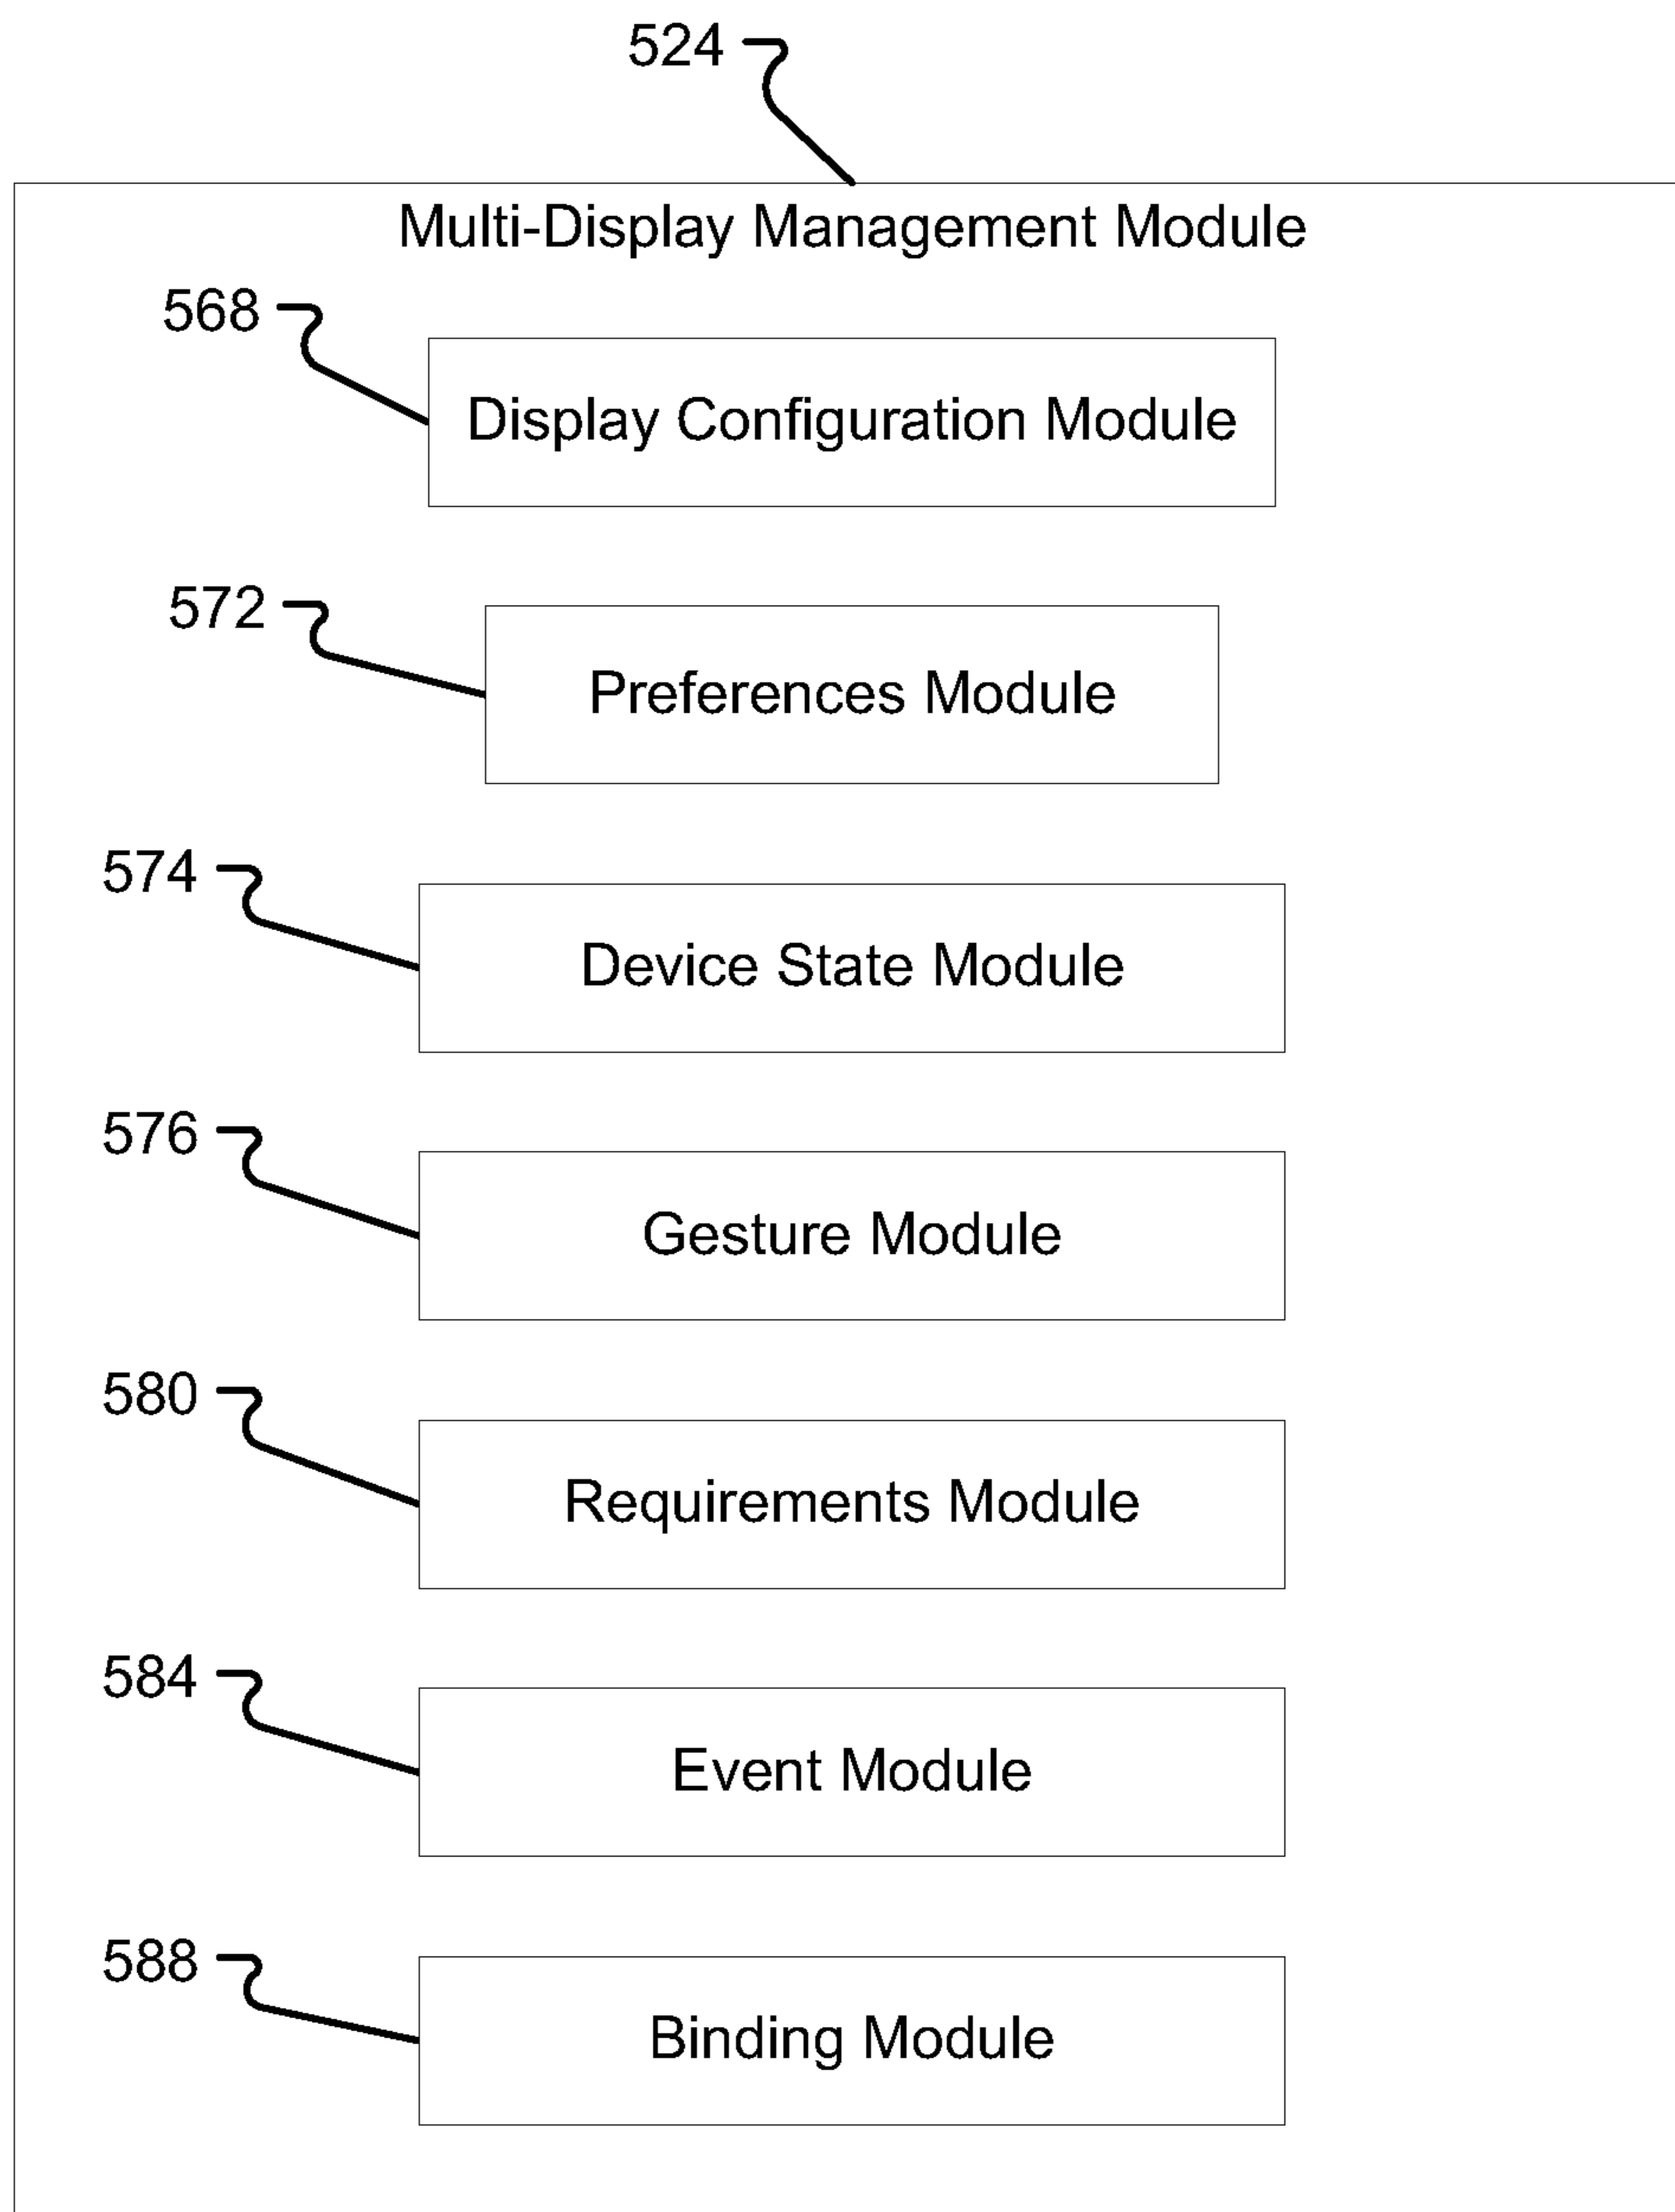 524
Multi-Display Management Module
568
Display Configuration Module
572
Preferences Module
574
Device State Module
576
Gesture Module
580
Requirements Module
584
Event Module
588
Binding Module